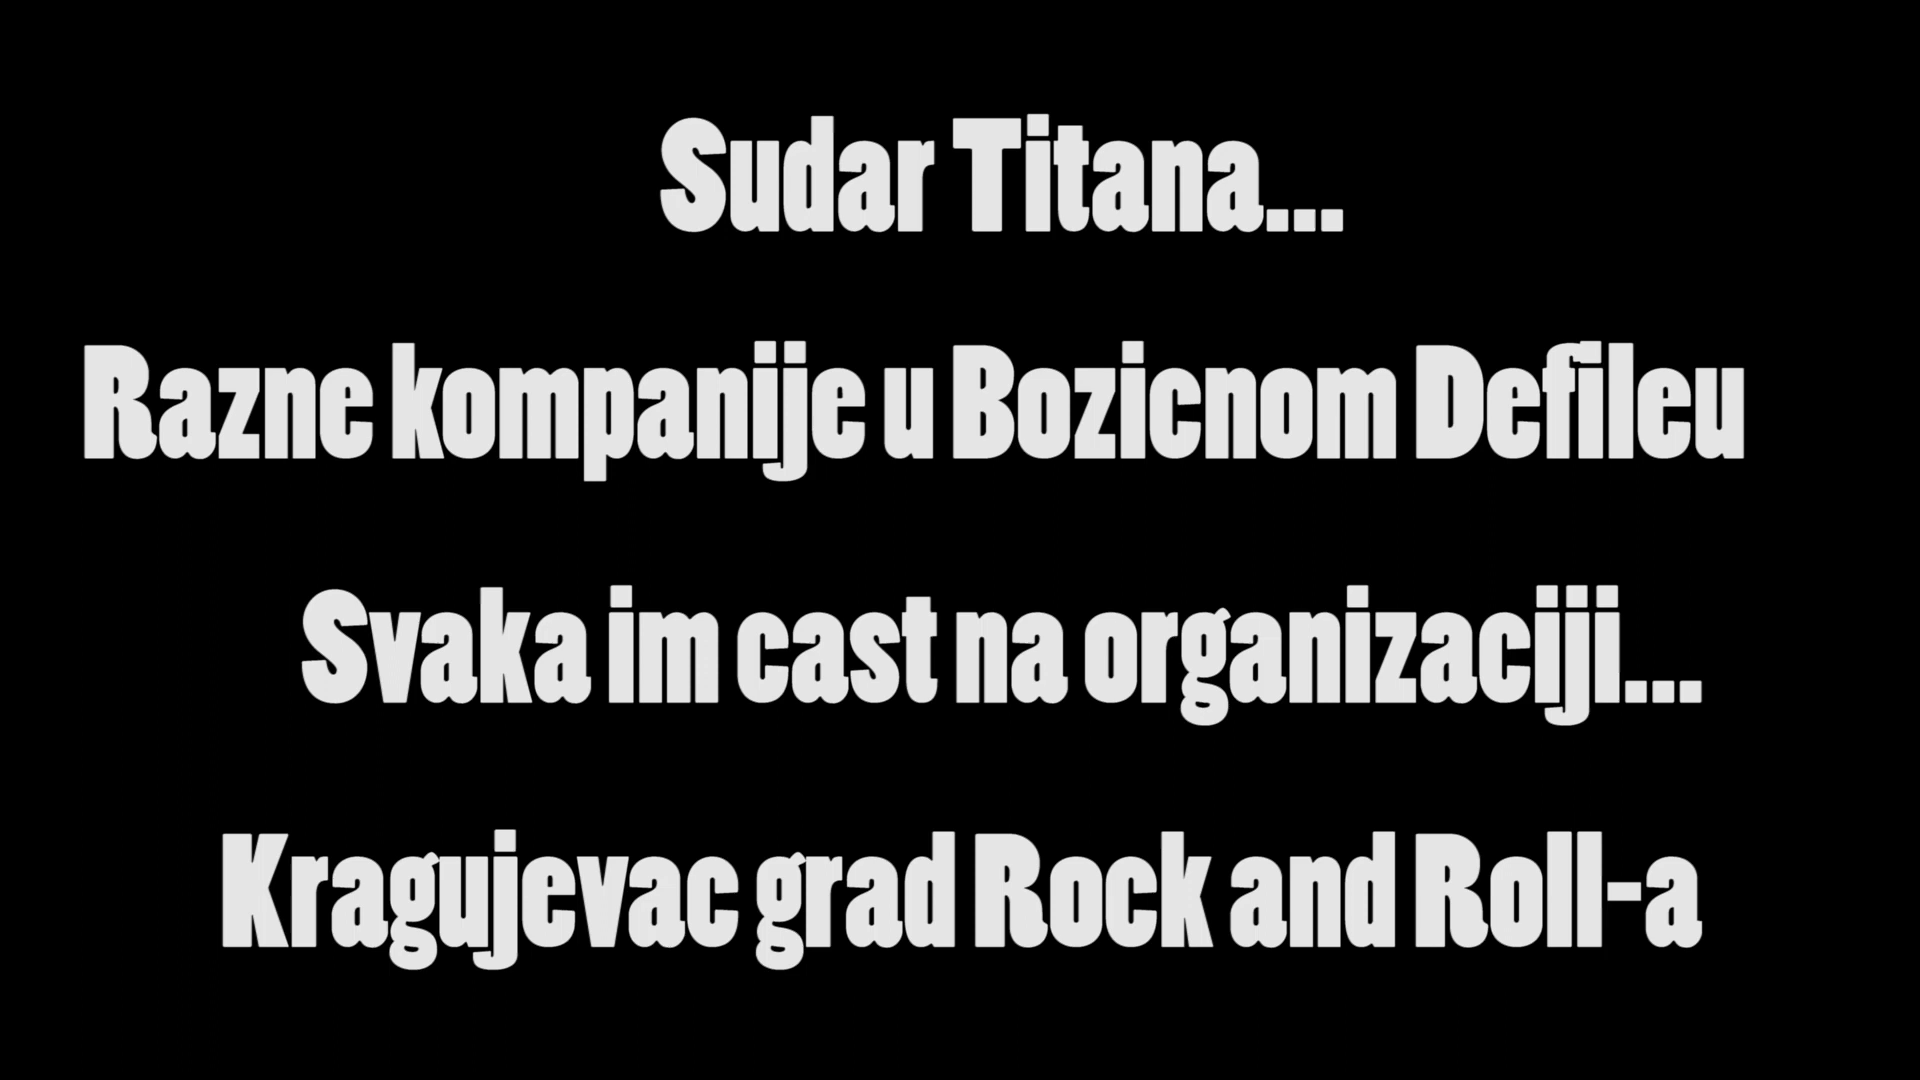 Sudar Titana...
Razne kompanije u Bozicnom Defileu
Svaka im cast na organizaciji...
Kragujevac grad Rock and Roll-a